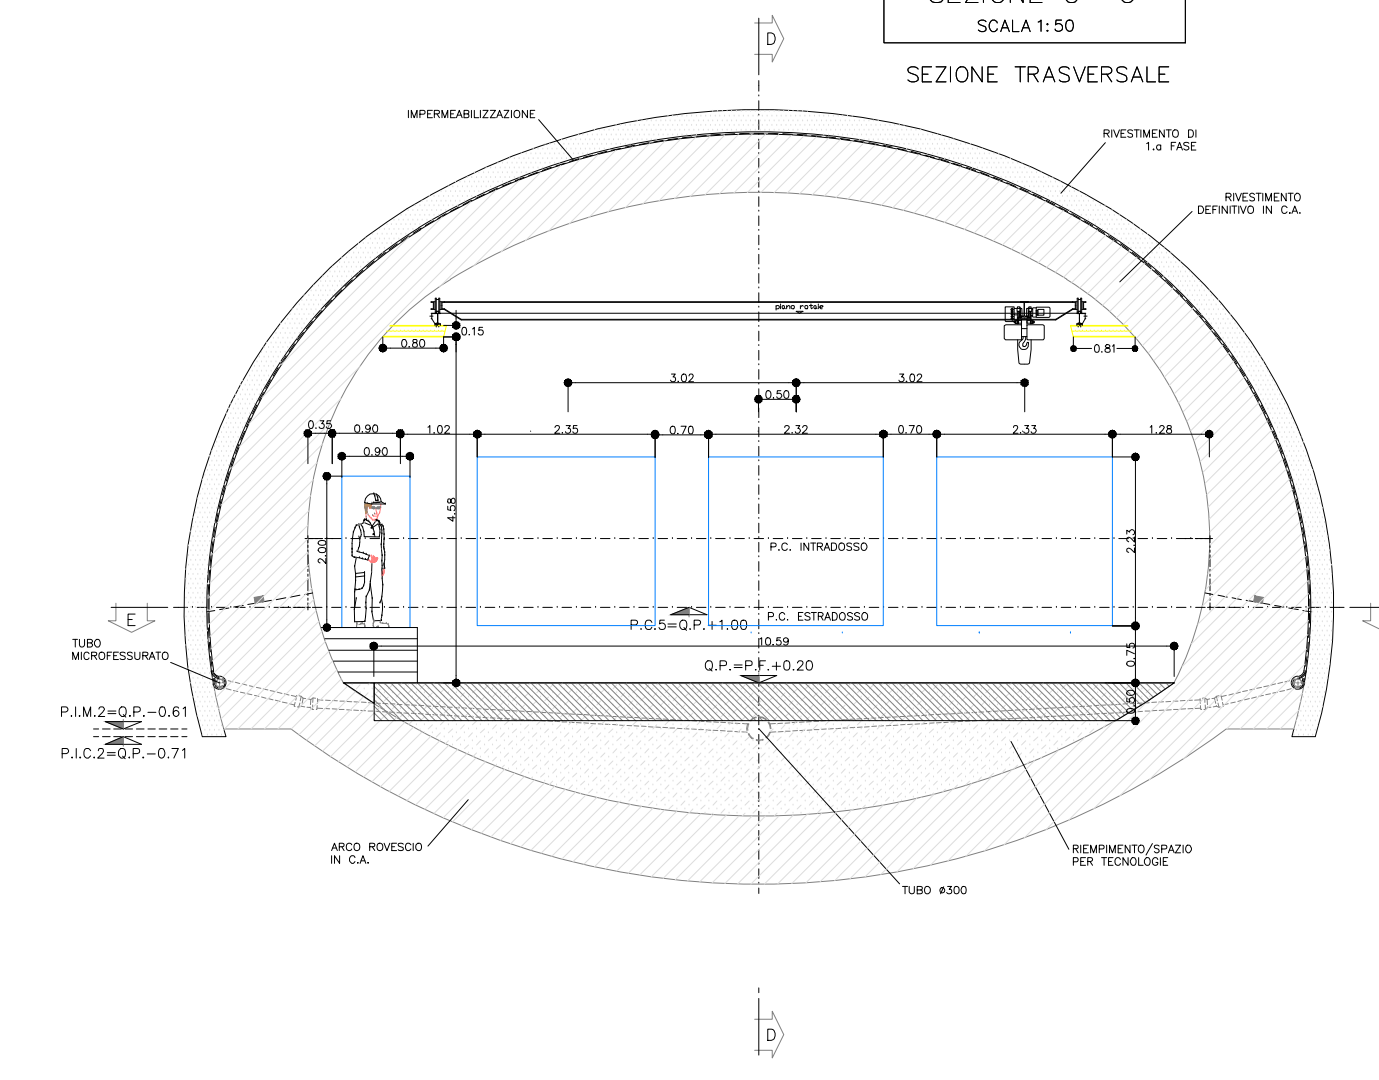 SEZIONE C - C
SCALA 1:50
SEZIONE TRASVERSALE
D
IMPERMEABILIZZAZIONE
RIVESTIMENTO DI
1.a FASE
RIVESTIMENTO
DEFINITIVO IN C.A.
plano rotale
0.15
0.80
0.81
3.02
3.02
0.50
0.35
0.90
1.02
2.35
0.70
2.32
0.70
2.33
1.28
0.90
4.58
2.00
2.23
P.C. INTRADOSSO
P.C. ESTRADOSSO
P.C.5=Q.P.+1.00
E
10.59
TUBO
MICROFESSURATO
Q.P.=P.F.+0.20
0.75
0.50
P.I.M.2=Q.P.-0.61
P.I.C.2=Q.P.-0.71
ARCO ROVESCIO
IN C.A.
RIEMPIMENTO/SPAZIO
PER TECNOLOGIE
TUBO ø300
D